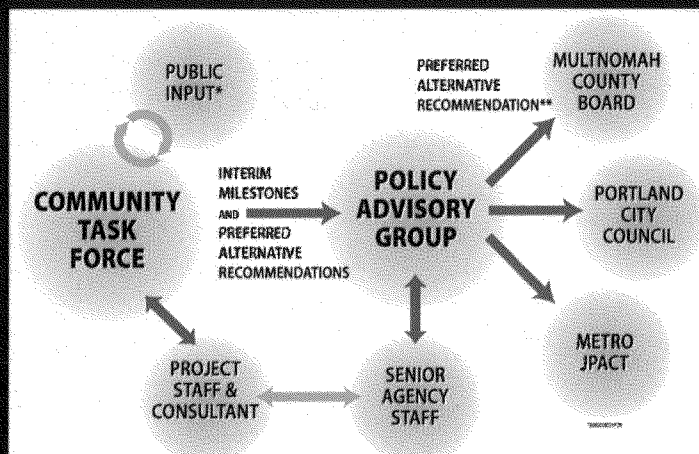 PUBLIC
INPUT*
COMMUNITY
TASK
FORCE
INTERIM
MILESTONES
AND
PREFERRED
ALTERNATIVE
RECOMMENDATIONS
POLICY
ADVISORY
GROUP
PREFERRED
ALTERNATIVE
RECOMMENDATION**
MULTNOMAH
COUNTY
BOARD
PORTLAND
CITY
COUNCIL
METRO
JPACT
PROJECT
STAFF &
CONSULTANT
SENIOR
AGENCY
STAFF